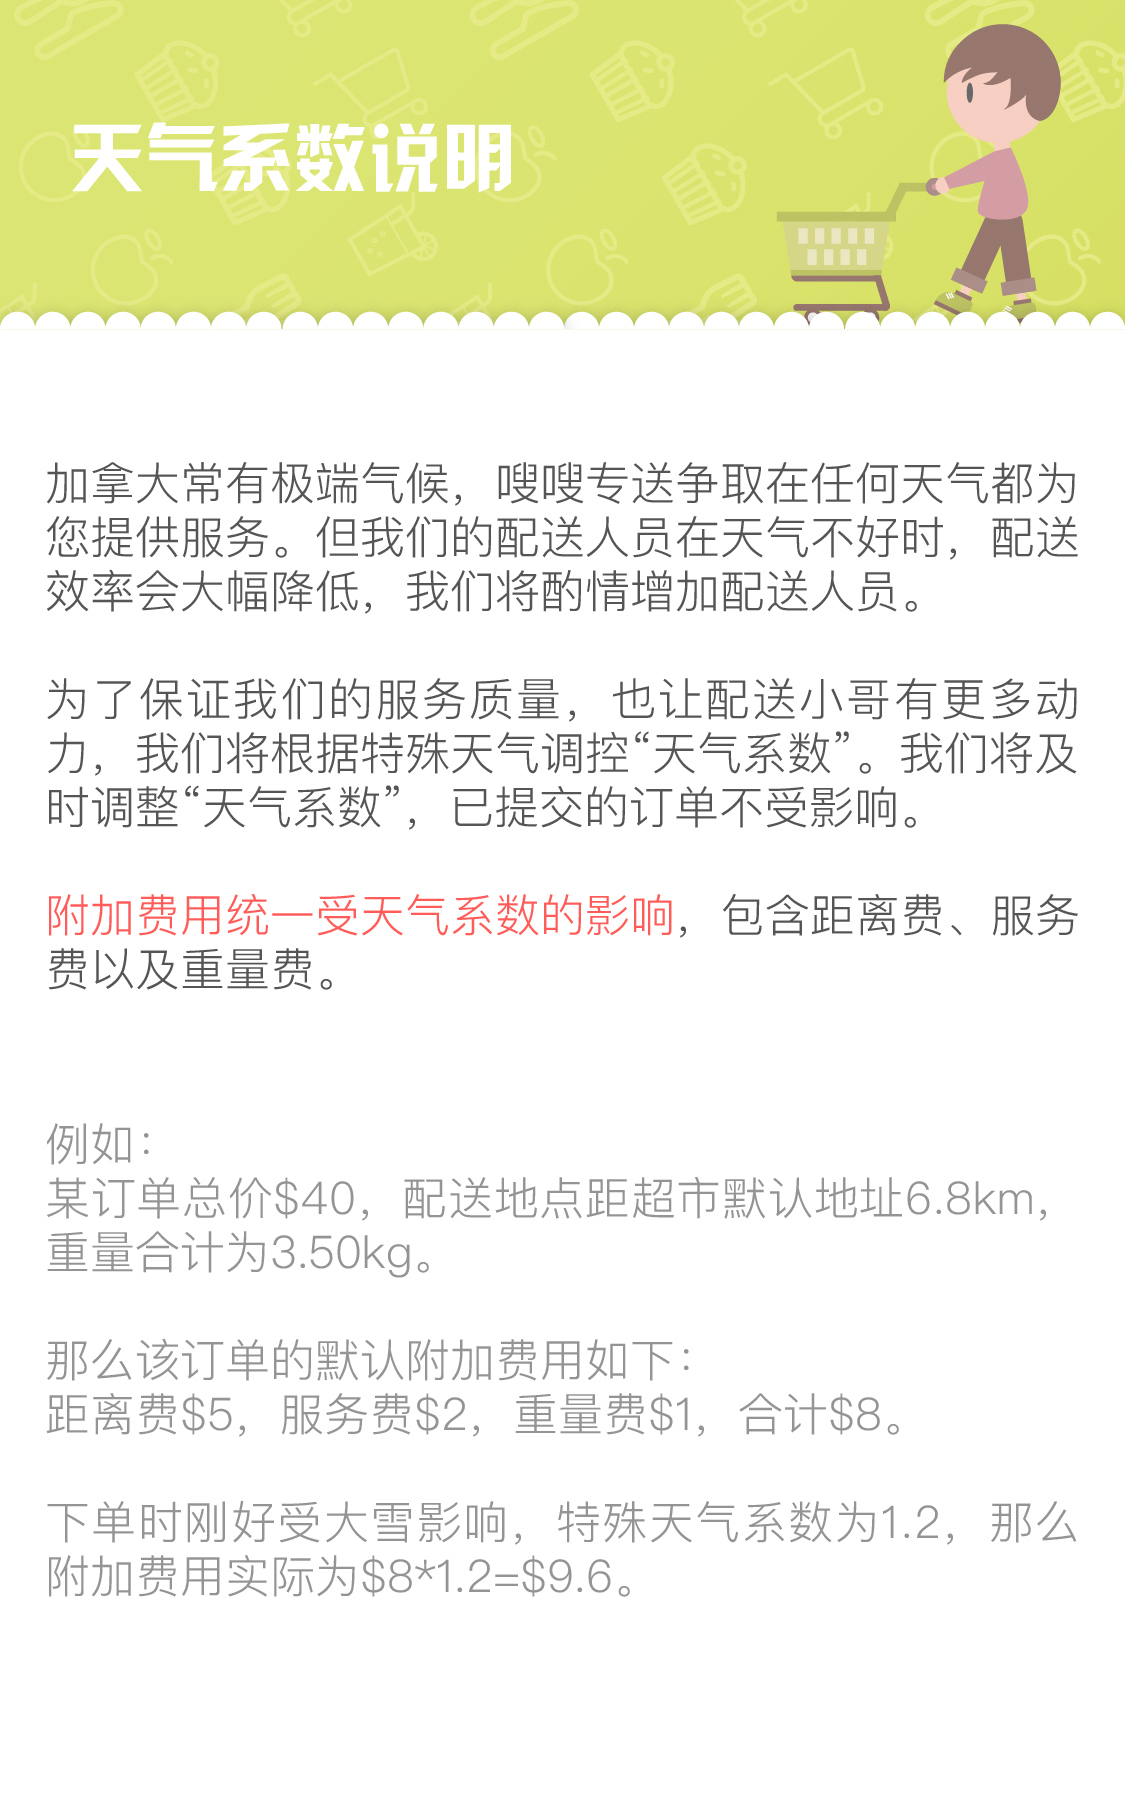 天气系数说明
加拿大常有极端气候，嗖嗖专送争取在任何天气都为
您提供服务。但我们的配送人员在天气不好时，配送
效率会大幅降低，我们将酌情增加配送人员。
为了保证我们的服务质量，也让配送小哥有更多动
力，我们将根据特殊天气调控“天气系数”。我们将及
时调整“天气系数”，已提交的订单不受影响。
附加费用统一受天气系数的影响，包含距离费、服务
费以及重量费。
例如：
某订单总价$40，配送地点距超市默认地址6.8km，
重量合计为3.50kg。
那么该订单的默认附加费用如下：
距离费$5，服务费$2，重量费$1，合计$8。
下单时刚好受大雪影响，特殊天气系数为1.2，那么
附加费用实际为$8*1.2=$9.6。